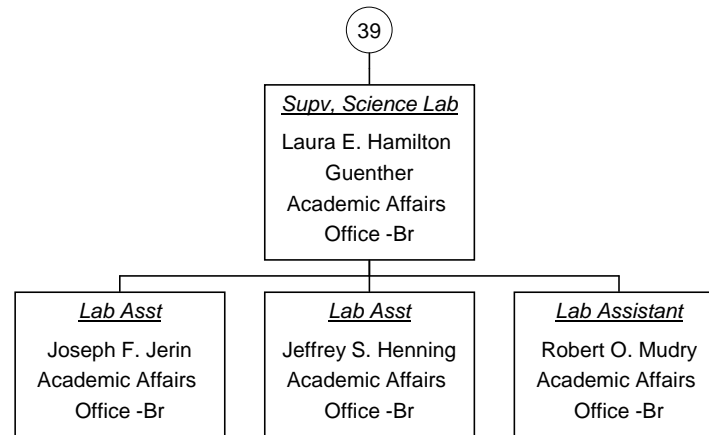 39
Supv, Science Lab
Laura E. Hamilton
Guenther
Academic Affairs
Office -Br
Lab Asst
Joseph F. Jerin
Academic Affairs
Office -Br
Lab Asst
Jeffrey S. Henning
Academic Affairs
Office -Br
Lab Assistant
Robert O. Mudry
Academic Affairs
Office -Br